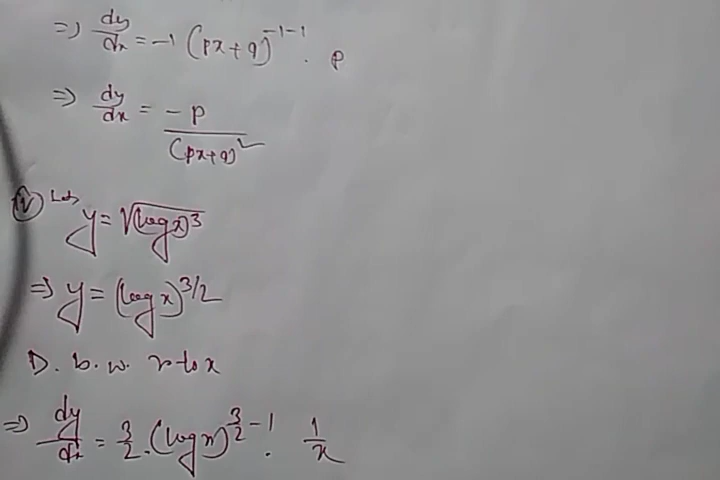 => dy/dx = -1 (px+q)^-1-1 . p
=> dy/dx = -p/(px+q)^2
(v) Let y = √(log x)^3
=> y = (log x)^3/2
D. b. w. r to x
=> dy/dx = 3/2 . (log x)^3/2-1 . 1/x